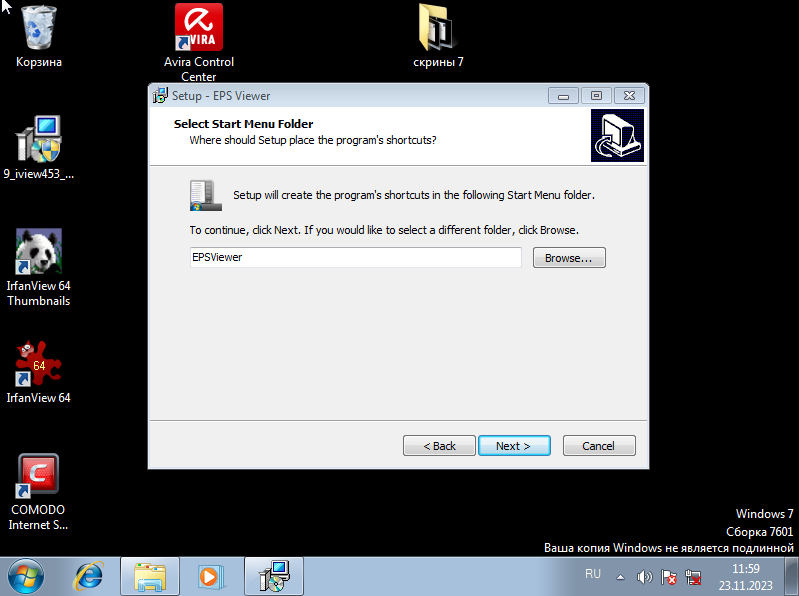 Корзина
Avira Control
Center
скрины 7
9_iview453_...
IrfanView 64
Thumbnails
64
IrfanView 64
COMODO
Internet S...
VIRA
Setup - EPS Viewer
Select Start Menu Folder
Where should Setup place the program's shortcuts?
Setup will create the program's shortcuts in the following Start Menu folder.
To continue, click Next. If you would like to select a different folder, click Browse.
EPSViewer
Browse...
< Back
Next >
Cancel
Windows 7
Сборка 7601
Ваша копия Windows не является подлинной
RU
11:59
23.11.2023